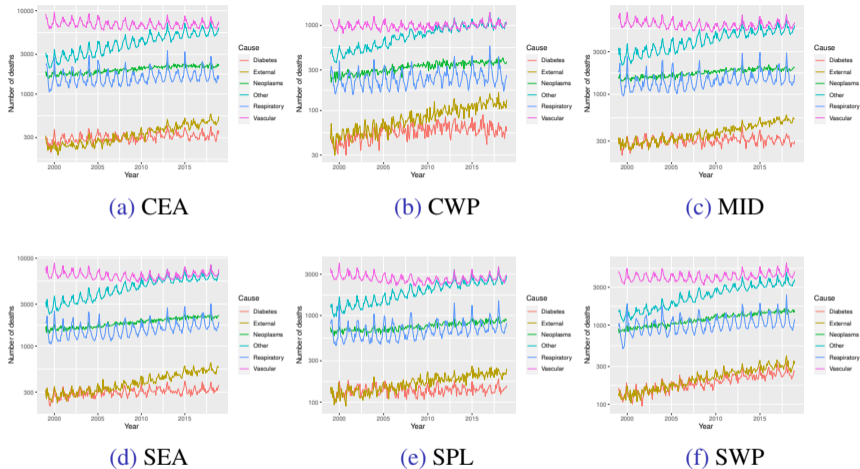 Number of deaths
10000
3000
1000
300
2000
2005
2010
2015
Year
Cause
Diabetes
External
Neoplasms
Other
Respiratory
Vascular
(a) CEA
Number of deaths
1000
300
100
30
2000
2005
2010
2015
Year
Cause
Diabetes
External
Neoplasms
Other
Respiratory
Vascular
(b) CWP
Number of deaths
3000
1000
300
2000
2005
2010
2015
Year
Cause
Diabetes
External
Neoplasms
Other
Respiratory
Vascular
(c) MID
Number of deaths
10000
3000
1000
300
2000
2005
2010
2015
Year
Cause
Diabetes
External
Neoplasms
Other
Respiratory
Vascular
(d) SEA
Number of deaths
3000
1000
300
100
2000
2005
2010
2015
Year
Cause
Diabetes
External
Neoplasms
Other
Respiratory
Vascular
(e) SPL
Number of deaths
3000
1000
300
100
2000
2005
2010
2015
Year
Cause
Diabetes
External
Neoplasms
Other
Respiratory
Vascular
(f) SWP